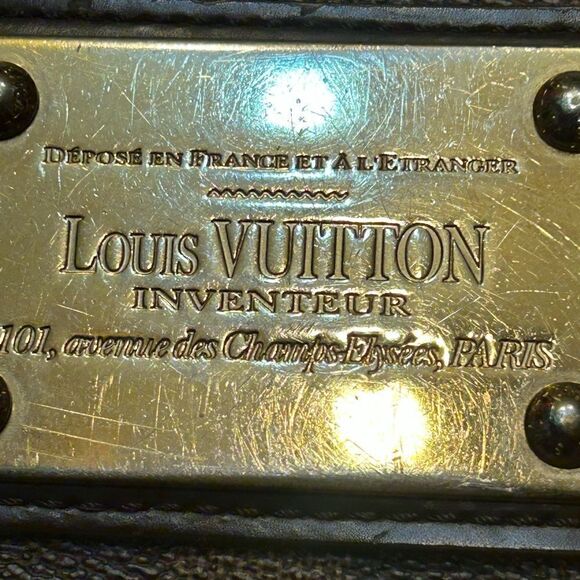 DÉPOSÉ EN FRANCE ET A L'ETRANGER
LOUIS VUITTON
INVENTEUR
101, avenue des Champs-Elysées, PARIS